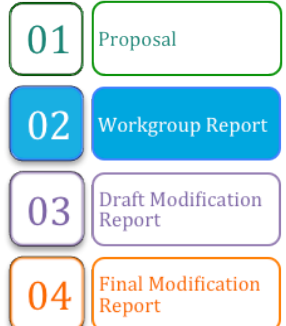 01
Proposal
02
Workgroup Report
03
Draft Modification
Report
04
Final Modification
Report